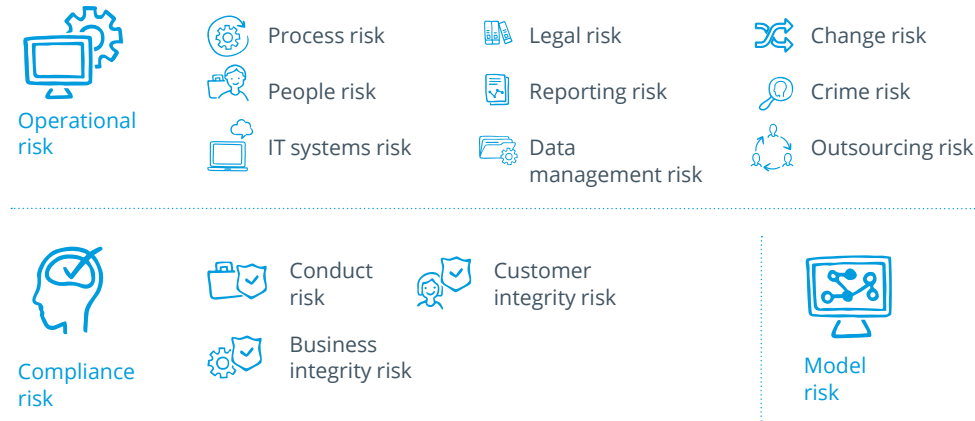 Operational
risk
Process risk
People risk
IT systems risk
Legal risk
Reporting risk
Data
management risk
Change risk
Crime risk
Outsourcing risk
Compliance
risk
Conduct
risk
Business
integrity risk
Customer
integrity risk
Model
risk